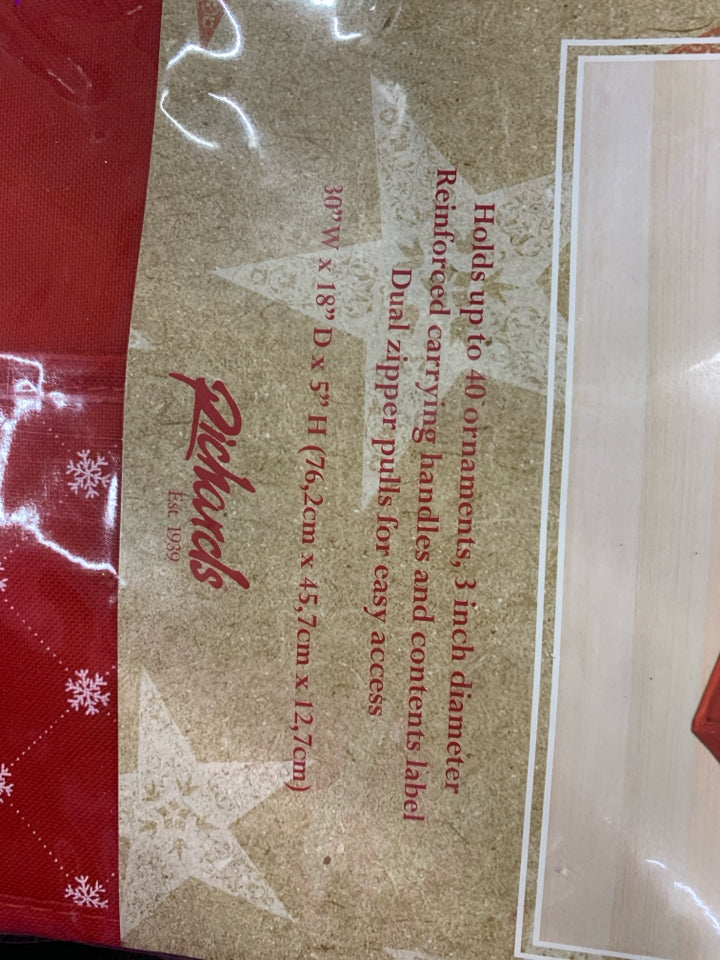 Holds up to 40 ornaments, 3 inch diameter
Reinforced carrying handles and contents label
Dual zipper pulls for easy access
30”W x 18” D x 5” H (76,2cm x 45,7cm x 12,7cm)
Richards
Est. 1939